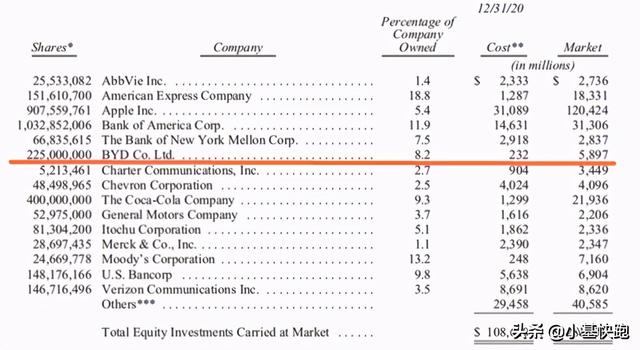 12/31/20
Percentage of
Company
Shares* Company Owned Cost** Market
(in millions)
25,533,082 AbbVie Inc. 1.4 $ 2,333 $ 2,736
151,610,700 American Express Company 18.8 1,287 18,331
907,559,761 Apple Inc. 5.4 31,089 120,424
1,032,852,006 Bank of America Corp. 11.9 14,631 31,306
66,835,615 The Bank of New York Mellon Corp. 7.5 2,918 2,837
225,000,000 BYD Co. Ltd. 8.2 232 5,897
5,213,461 Charter Communications, Inc. 2.7 904 3,449
48,498,965 Chevron Corporation 2.5 4,024 4,096
400,000,000 The Coca-Cola Company 9.3 1,299 21,936
52,975,000 General Motors Company 3.7 1,616 2,206
81,304,200 Itochu Corporation 5.1 1,862 2,336
28,697,435 Merck & Co., Inc. 1.1 2,390 2,347
24,669,778 Moody's Corporation 13.2 248 7,160
148,176,166 U.S. Bancorp 9.8 5,638 6,904
146,716,496 Verizon Communications Inc. 3.5 8,691 8,620
Others*** 29,458 40,585
Total Equity Investments Carried at Market $ 108,
头条 @小基快跑